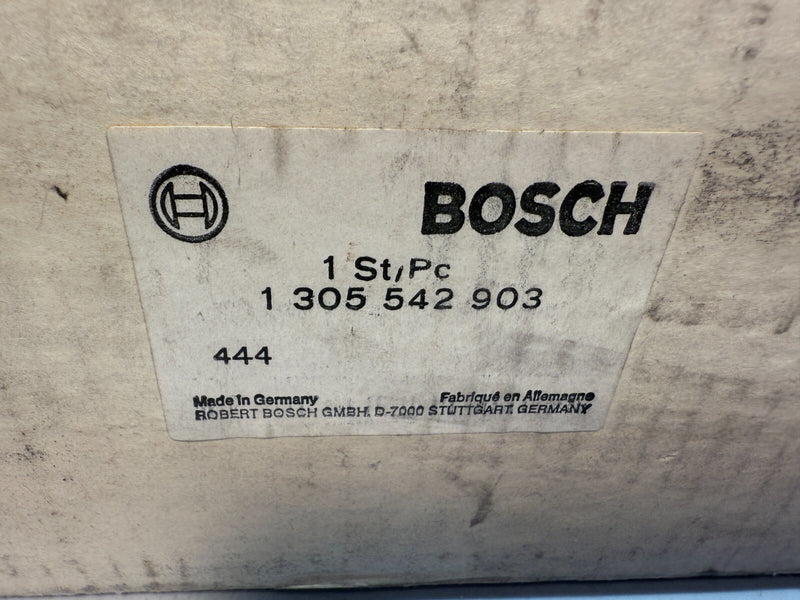 BOSCH
1 St/Pc
1 305 542 903
444
Made in Germany Fabriqué en Allemagne
ROBERT BOSCH GMBH, D-7000 STUTTGART, GERMANY